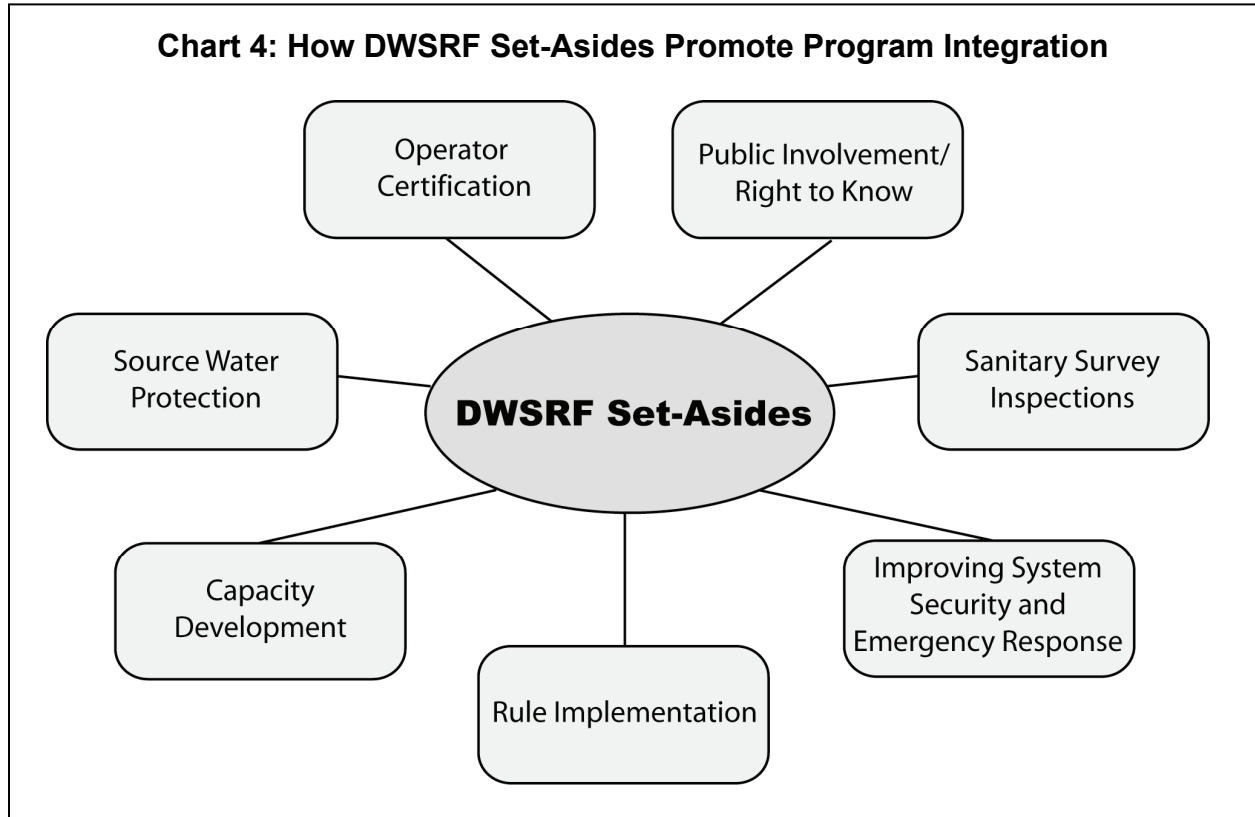 Chart 4: How DWSRF Set-Asides Promote Program Integration
Operator
Certification
Public Involvement/
Right to Know
Source Water
Protection
DWSRF Set-Asides
Sanitary Survey
Inspections
Capacity
Development
Rule Implementation
Improving System
Security and
Emergency Response